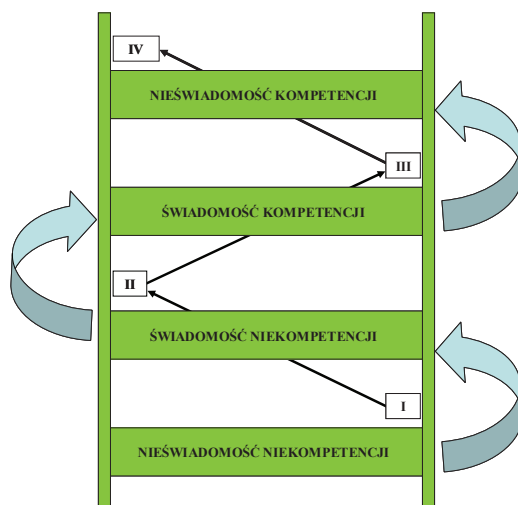 IV
NIEŚWIADOMOŚĆ KOMPETENCJI
III
ŚWIADOMOŚĆ KOMPETENCJI
II
ŚWIADOMOŚĆ NIEKOMPETENCJI
I
NIEŚWIADOMOŚĆ NIEKOMPETENCJI